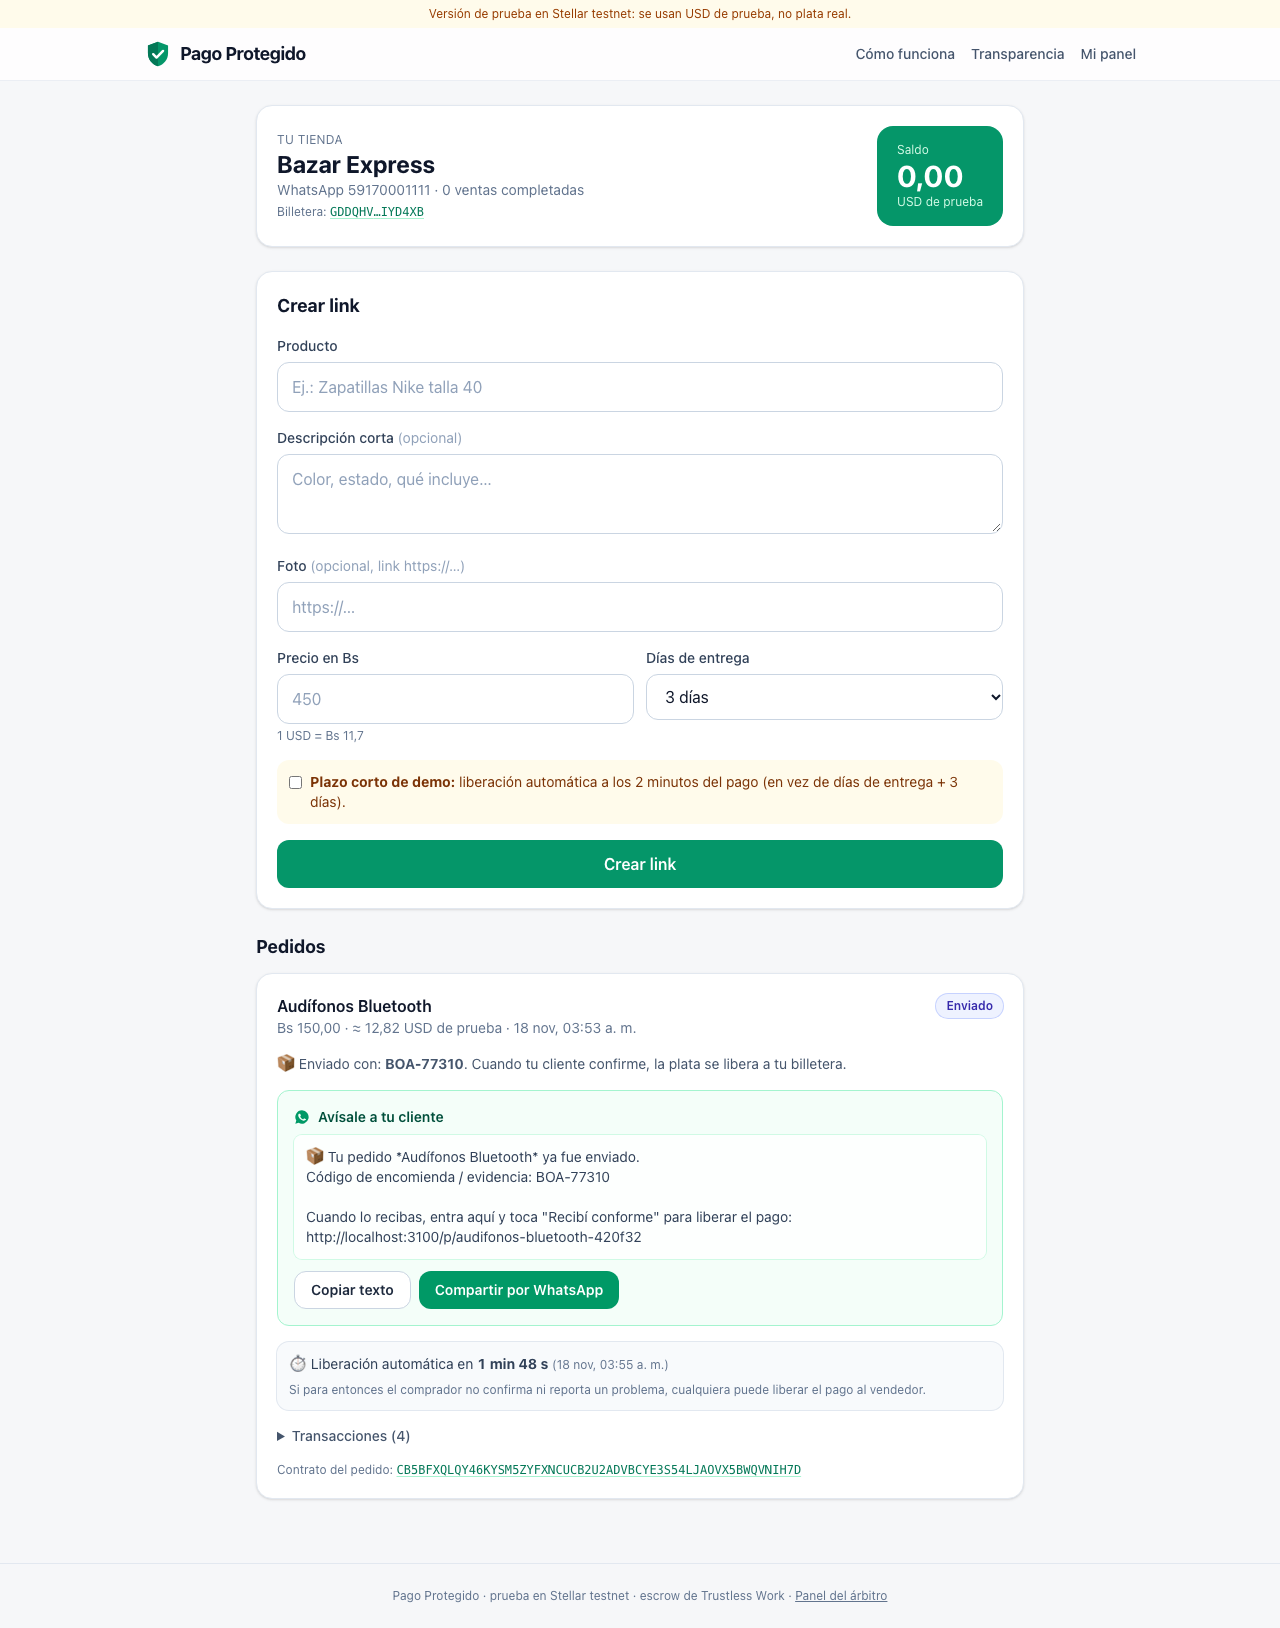 Versión de prueba en Stellar testnet: se usan USD de prueba, no plata real.
Pago Protegido
Cómo funciona
Transparencia
Mi panel
TU TIENDA
Bazar Express
WhatsApp 59170001111 · 0 ventas completadas
Billetera: GDDQHV…IYD4XB
Saldo
0,00
USD de prueba
Crear link
Producto
Ej.: Zapatillas Nike talla 40
Descripción corta (opcional)
Color, estado, qué incluye…
Foto (opcional, link https://…)
https://…
Precio en Bs
Días de entrega
450
3 días
1 USD = Bs 11,7
Plazo corto de demo: liberación automática a los 2 minutos del pago (en vez de días de entrega + 3
días).
Crear link
Pedidos
Audífonos Bluetooth
Enviado
Bs 150,00 · ≈ 12,82 USD de prueba · 18 nov, 03:53 a. m.
📦 Enviado con: BOA-77310. Cuando tu cliente confirme, la plata se libera a tu billetera.
Avísale a tu cliente
📦 Tu pedido *Audífonos Bluetooth* ya fue enviado.
Código de encomienda / evidencia: BOA-77310
Cuando lo recibas, entra aquí y toca "Recibí conforme" para liberar el pago:
http://localhost:3100/p/audifonos-bluetooth-420f32
Copiar texto
Compartir por WhatsApp
⏱ Liberación automática en 1 min 48 s (18 nov, 03:55 a. m.)
Si para entonces el comprador no confirma ni reporta un problema, cualquiera puede liberar el pago al vendedor.
▶ Transacciones (4)
Contrato del pedido: CB5BFXQLQY46KYSM5ZYFXNCUCB2U2ADVBCYE3S54LJAOVX5BWQVNIH7D
Pago Protegido · prueba en Stellar testnet · escrow de Trustless Work · Panel del árbitro